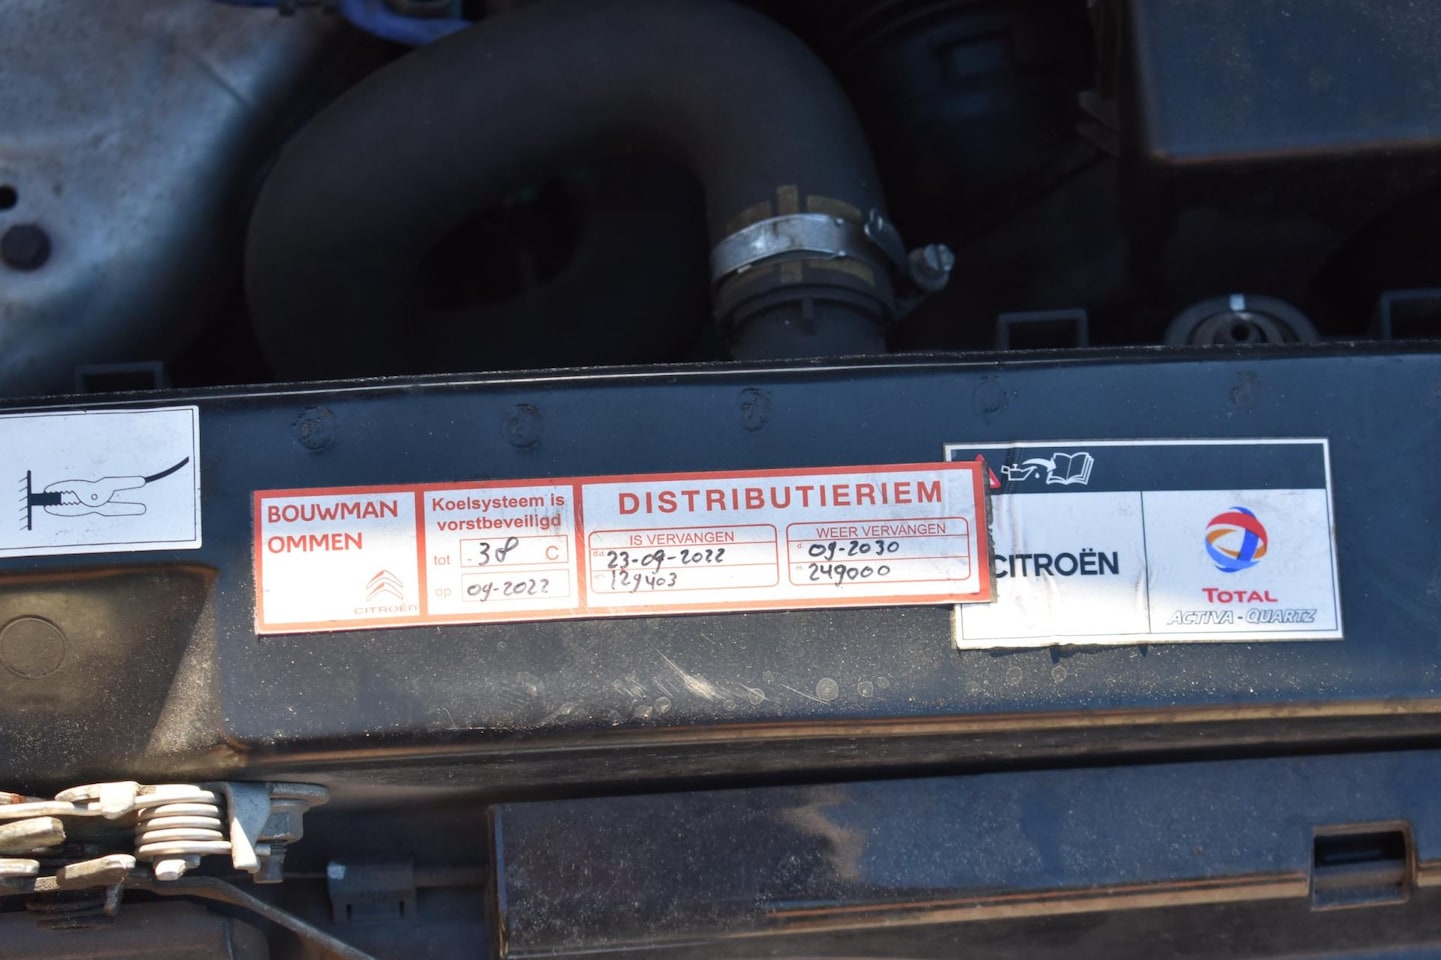 BOUWMAN
OMMEN
CITROËN
Koelsysteem is
vorstbeveiligd
tot -38 C
op 09-2022
DISTRIBUTIERIEM
IS VERVANGEN
23-09-2022
129403
WEER VERVANGEN
09-2030
249000
CITROËN
TOTAL
ACTIVA-QUARTZ